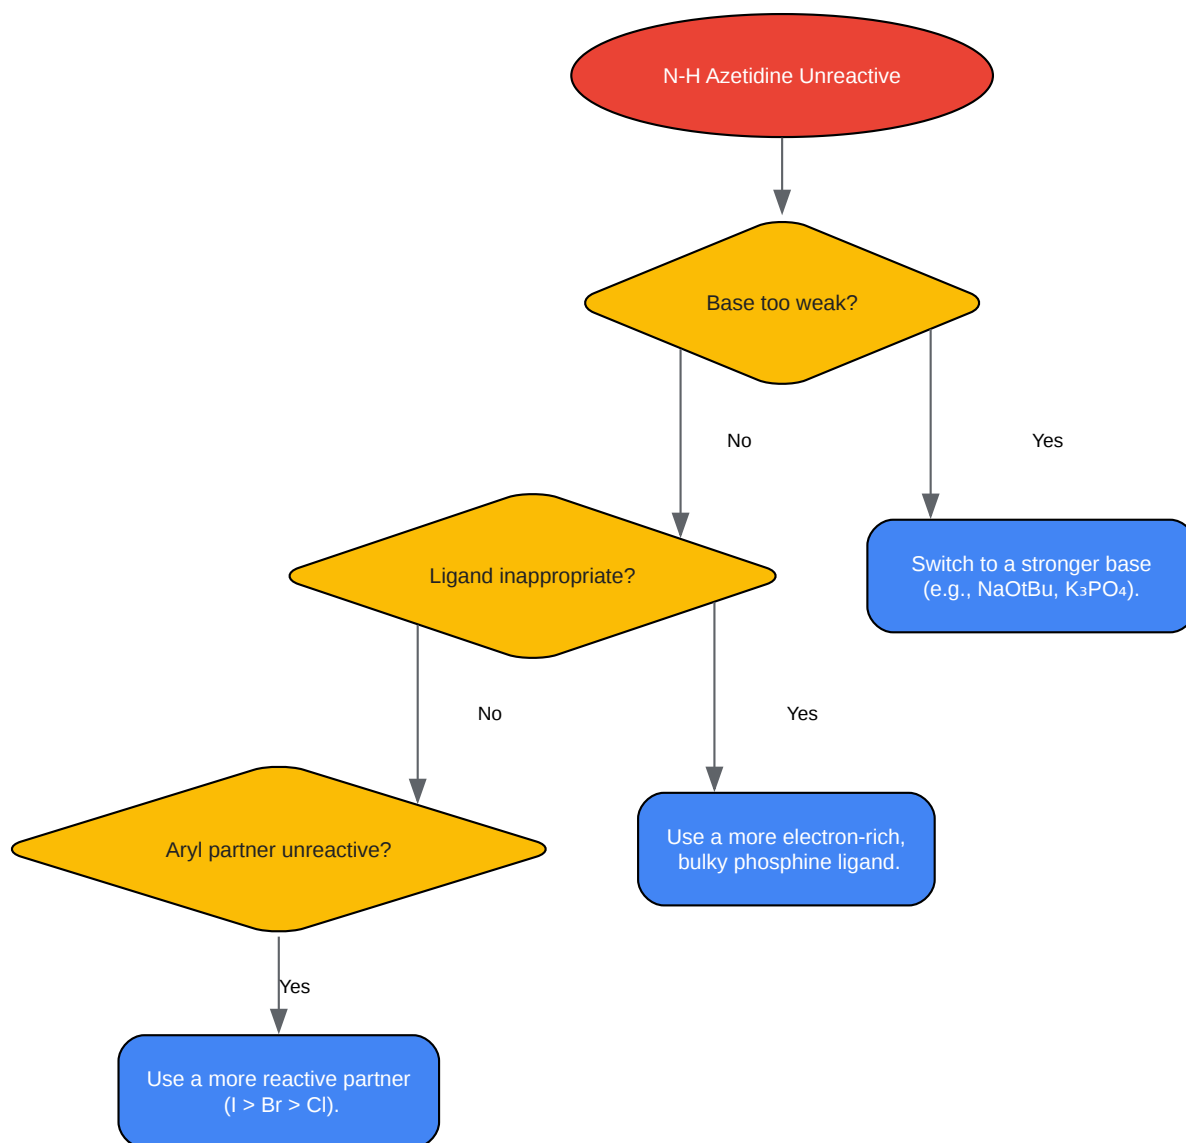 N-H Azetidine Unreactive
Base too weak?
No
Yes
Ligand inappropriate?
Switch to a stronger base
(e.g., NaOtBu, K₃PO₄).
No
Yes
Aryl partner unreactive?
Use a more electron-rich,
bulky phosphine ligand.
Yes
Use a more reactive partner
(I > Br > Cl).